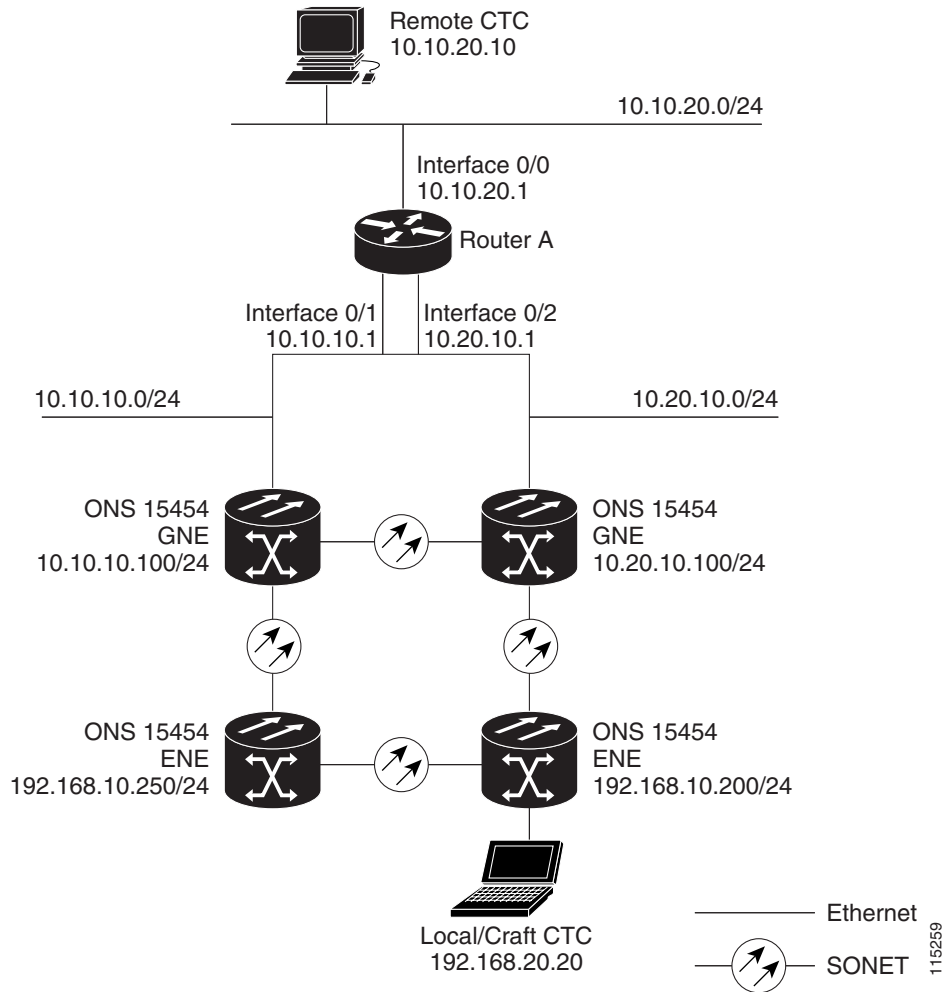 Remote CTC
10.10.20.10
10.10.20.0/24
Interface 0/0
10.10.20.1
Router A
Interface 0/1
10.10.10.1
Interface 0/2
10.20.10.1
10.10.10.0/24
10.20.10.0/24
ONS 15454
GNE
10.10.10.100/24
ONS 15454
GNE
10.20.10.100/24
ONS 15454
ENE
192.168.10.250/24
ONS 15454
ENE
192.168.10.200/24
Local/Craft CTC
192.168.20.20
Ethernet
SONET
115259